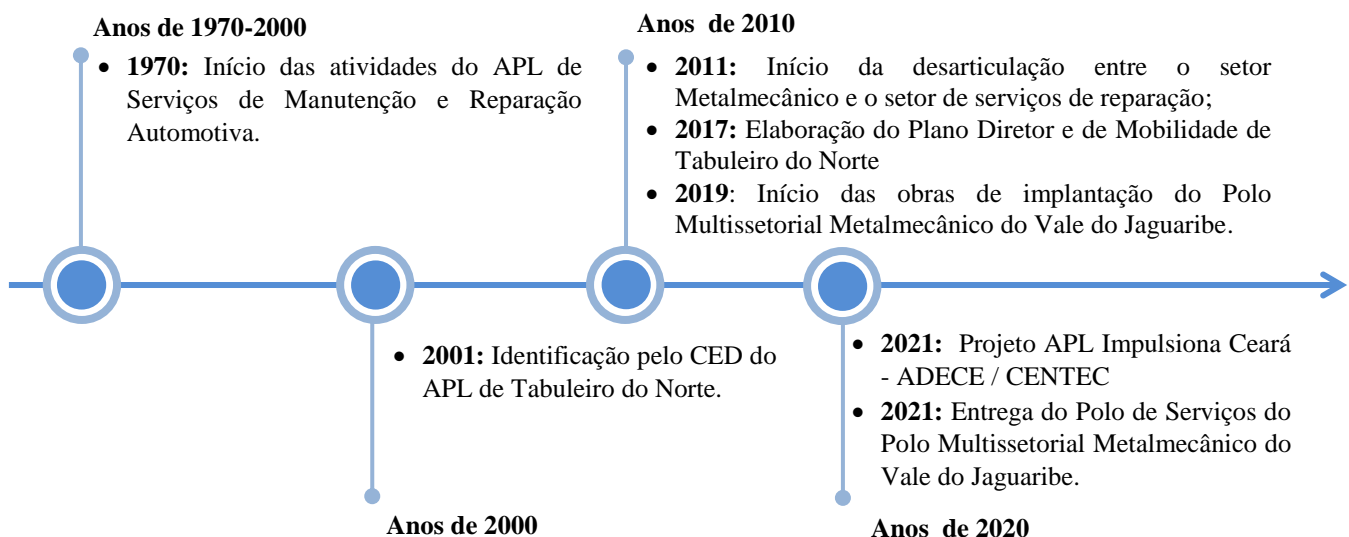 Anos de 1970-2000
• 1970: Início das atividades do APL de
Serviços de Manutenção e Reparação
Automotiva.
Anos de 2010
• 2011: Início da desarticulação entre o setor
Metalmecânico e o setor de serviços de reparação;
• 2017: Elaboração do Plano Diretor e de Mobilidade de
Tabuleiro do Norte
• 2019: Início das obras de implantação do Polo
Multissetorial Metalmecânico do Vale do Jaguaribe.
• 2001: Identificação pelo CED do
APL de Tabuleiro do Norte.
Anos de 2000
• 2021: Projeto APL Impulsiona Ceará
- ADECE / CENTEC
• 2021: Entrega do Polo de Serviços do
Polo Multissetorial Metalmecânico do
Vale do Jaguaribe.
Anos de 2020